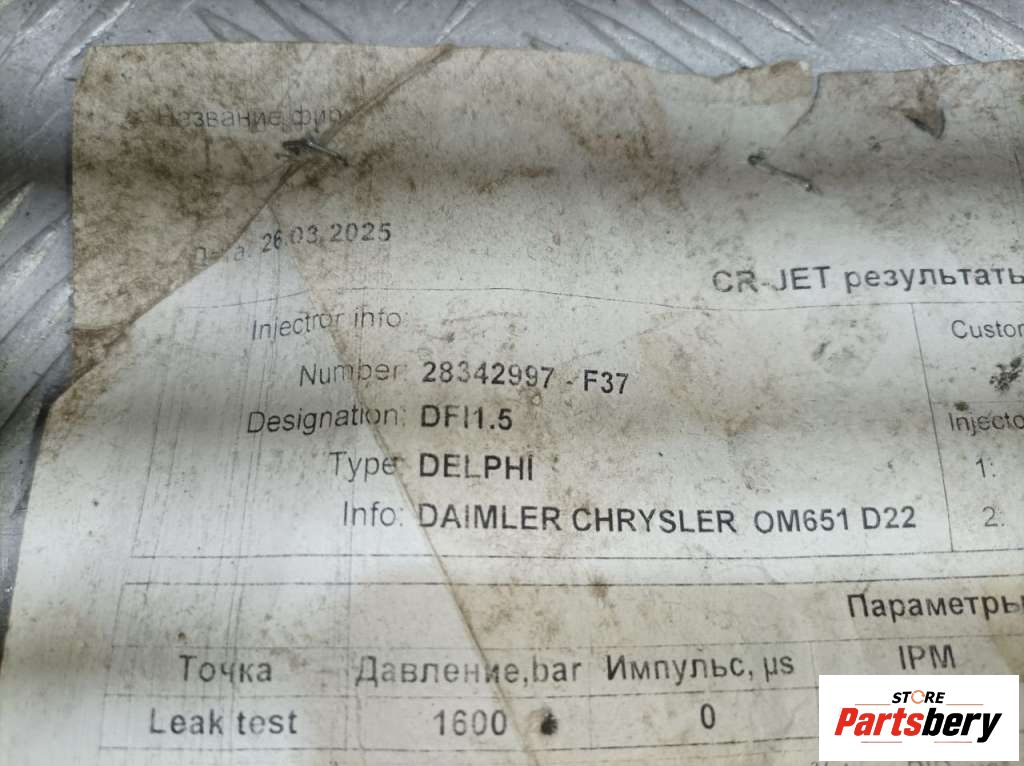 Название фир
Дата: 26.03.2025
CR-JET результаты
Injectror info:
Custor
Number: 28342997 - F37
Designation: DFI1.5
Injecto
Type: DELPHI
1:
Info: DAIMLER CHRYSLER OM651 D22
2:
Параметры
Точка Давление,bar Импульс, µs IPM
Leak test 1600 0
STORE
Partsbery